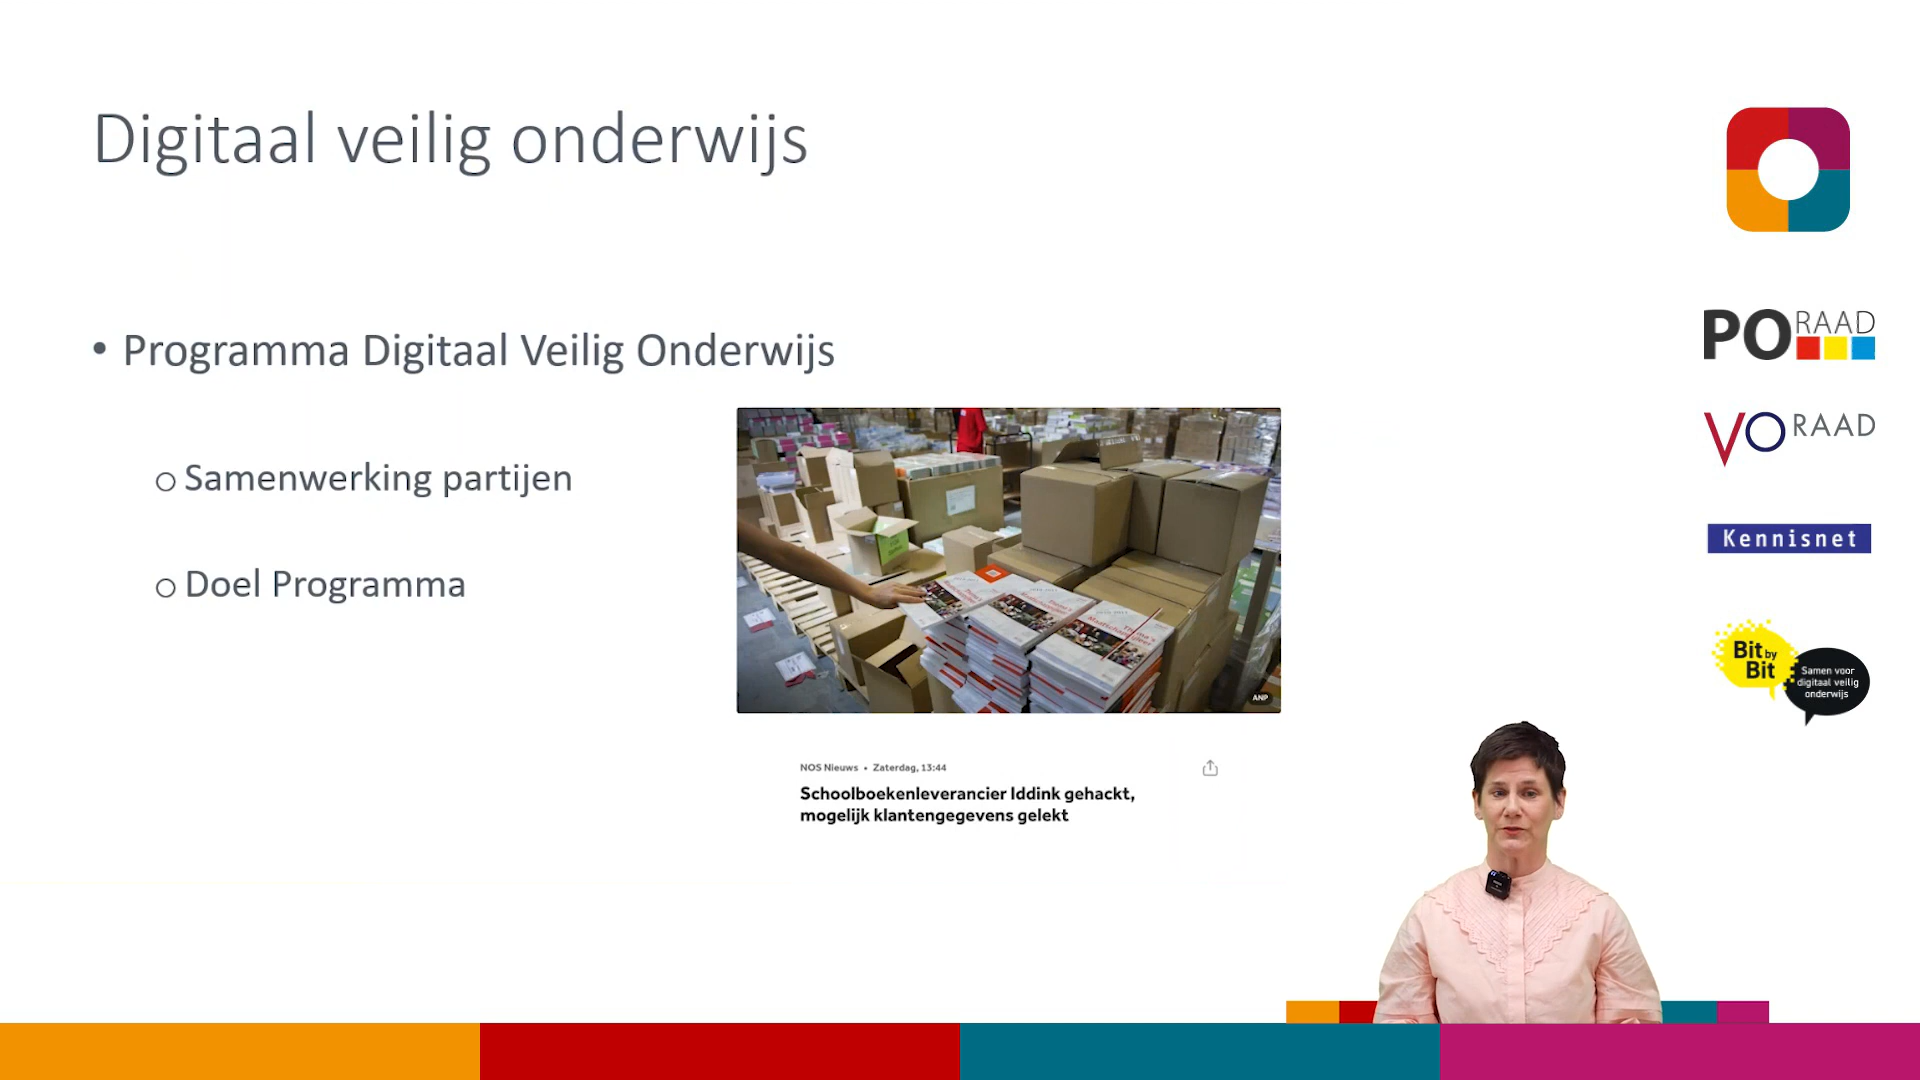 Digitaal veilig onderwijs
• Programma Digitaal Veilig Onderwijs
o Samenwerking partijen
o Doel Programma
ANP
NOS Nieuws • Zaterdag, 13:44
Schoolboekenleverancier Iddink gehackt,
mogelijk klantengegevens gelekt
PO RAAD
VO RAAD
Kennisnet
Bit by
Bit
Samen voor
digitaal veilig
onderwijs